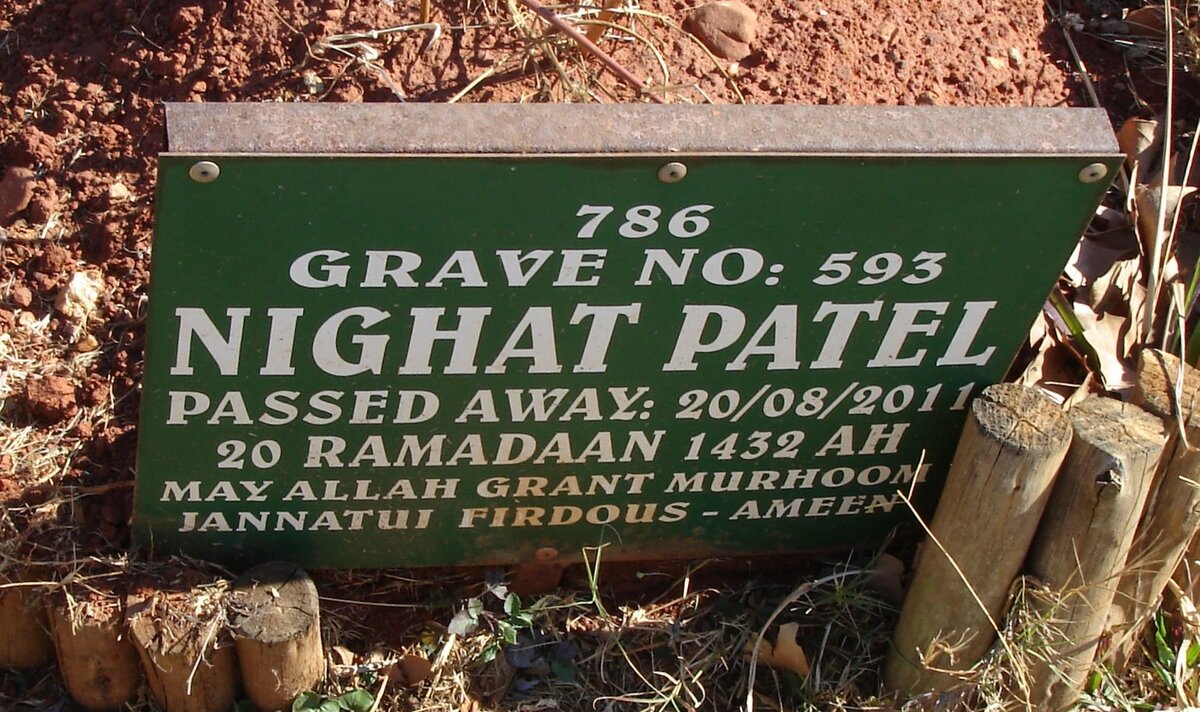 786
GRAVE NO: 593
NIGHAT PATEL
PASSED AWAY: 20/08/2011
20 RAMADAAN 1432 AH
MAY ALLAH GRANT MURHOOM
JANNATUL FIRDOUS - AMEEN